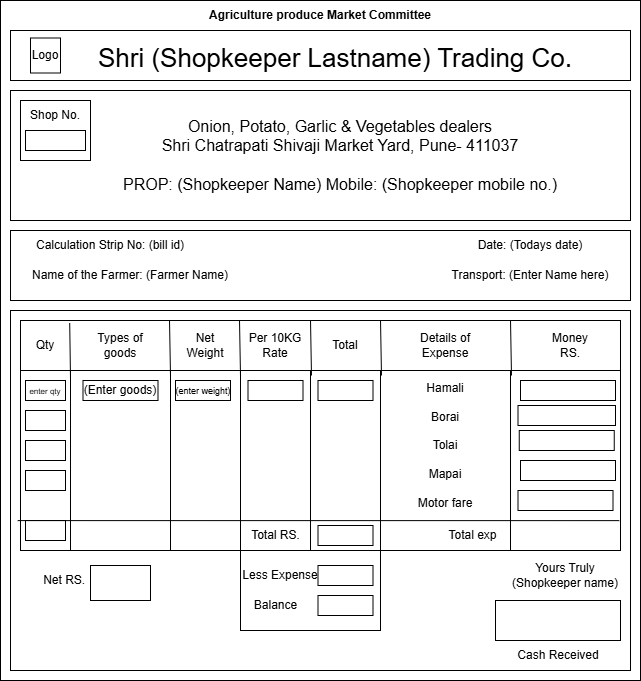 Agriculture produce Market Committee
Logo
Shri (Shopkeeper Lastname) Trading Co.
Shop No.
Onion, Potato, Garlic & Vegetables dealers
Shri Chatrapati Shivaji Market Yard, Pune- 411037
PROP: (Shopkeeper Name) Mobile: (Shopkeeper mobile no.)
Calculation Strip No: (bill id)
Date: (Todays date)
Name of the Farmer: (Farmer Name)
Transport: (Enter Name here)
Qty
Types of
goods
Net
Weight
Per 10KG
Rate
Total
Details of
Expense
Money
RS.
enter qty
(Enter goods)
(enter weight)
Hamali
Borai
Tolai
Mapai
Motor fare
Total RS.
Total exp
Net RS.
Less Expense
Balance
Yours Truly
(Shopkeeper name)
Cash Received